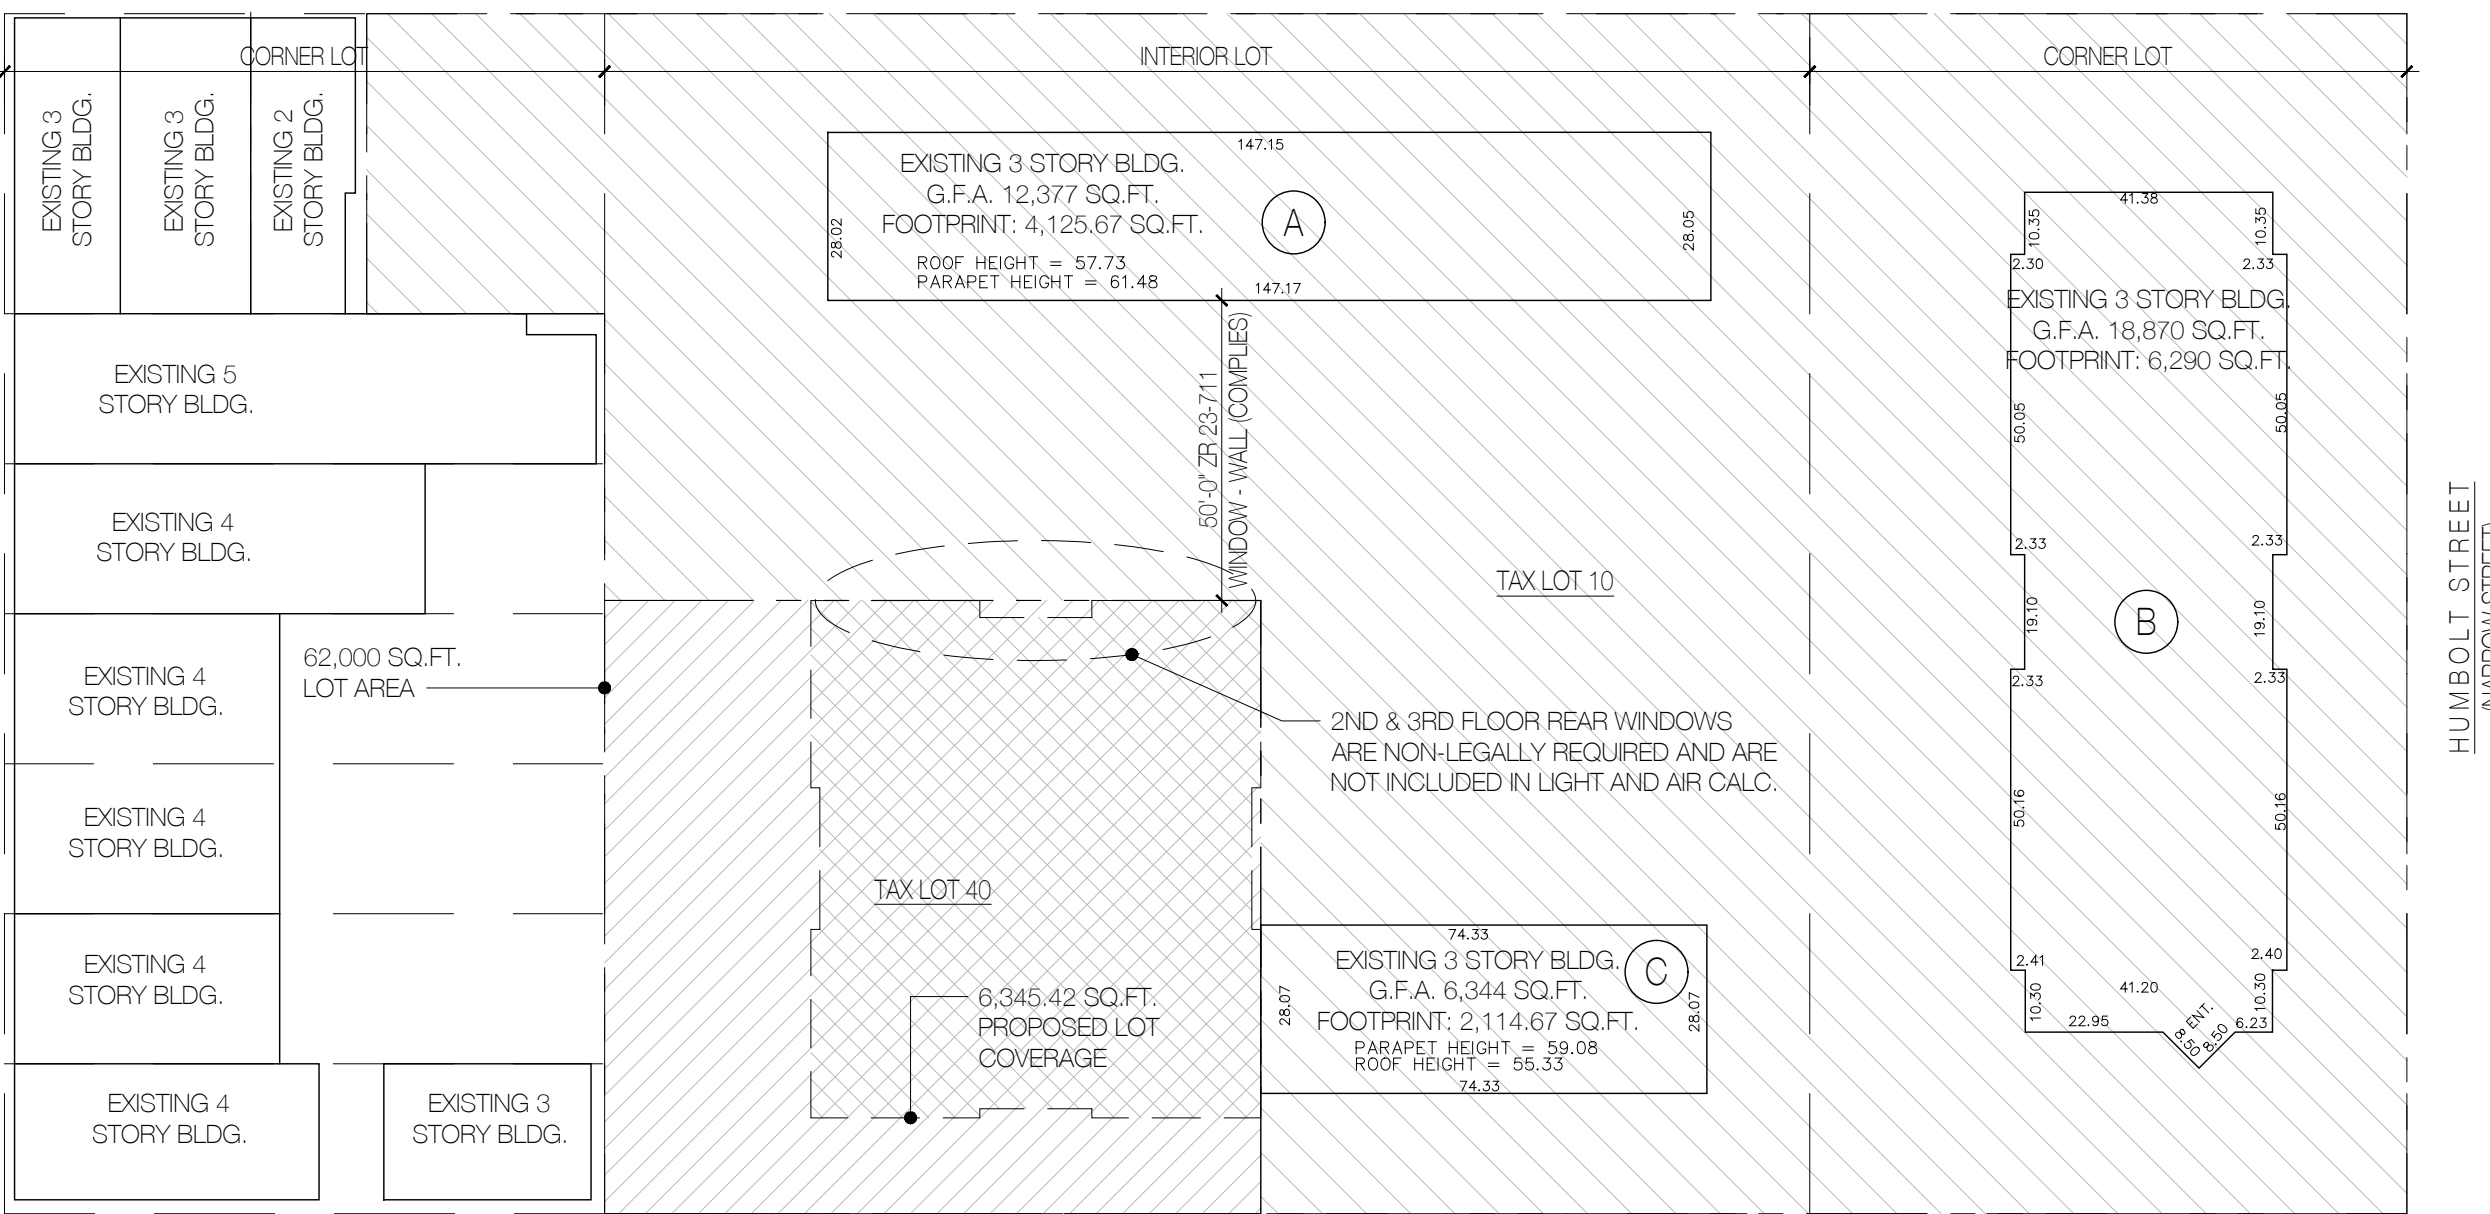 CORNER LOT
INTERIOR LOT
CORNER LOT
EXISTING 3
STORY BLDG.
EXISTING 3
STORY BLDG.
EXISTING 2
STORY BLDG.
147.15
EXISTING 3 STORY BLDG.
G.F.A. 12,377 SQ.FT.
FOOTPRINT: 4,125.67 SQ.FT.
ROOF HEIGHT = 57.73
PARAPET HEIGHT = 61.48
A
28.02
28.05
147.17
50'-0" ZR 23-711
WINDOW - WALL (COMPLIES)
41.38
10.35
10.35
2.30
2.33
EXISTING 3 STORY BLDG.
G.F.A. 18,870 SQ.FT.
FOOTPRINT: 6,290 SQ.FT.
50.05
50.05
2.33
2.33
19.10
19.10
B
2.33
2.33
50.16
50.16
2.41
2.40
10.30
41.20
10.30
22.95
8 ENT.
8.50
8.50
6.23
HUMBOLT STREET
(NARROW STREET)
EXISTING 5
STORY BLDG.
EXISTING 4
STORY BLDG.
EXISTING 4
STORY BLDG.
62,000 SQ.FT.
LOT AREA
EXISTING 4
STORY BLDG.
EXISTING 4
STORY BLDG.
EXISTING 4
STORY BLDG.
EXISTING 3
STORY BLDG.
TAX LOT 10
2ND & 3RD FLOOR REAR WINDOWS
ARE NON-LEGALLY REQUIRED AND ARE
NOT INCLUDED IN LIGHT AND AIR CALC.
TAX LOT 40
6,345.42 SQ.FT.
PROPOSED LOT
COVERAGE
74.33
EXISTING 3 STORY BLDG.
G.F.A. 6,344 SQ.FT.
FOOTPRINT: 2,114.67 SQ.FT.
PARAPET HEIGHT = 59.08
ROOF HEIGHT = 55.33
C
28.07
28.07
74.33